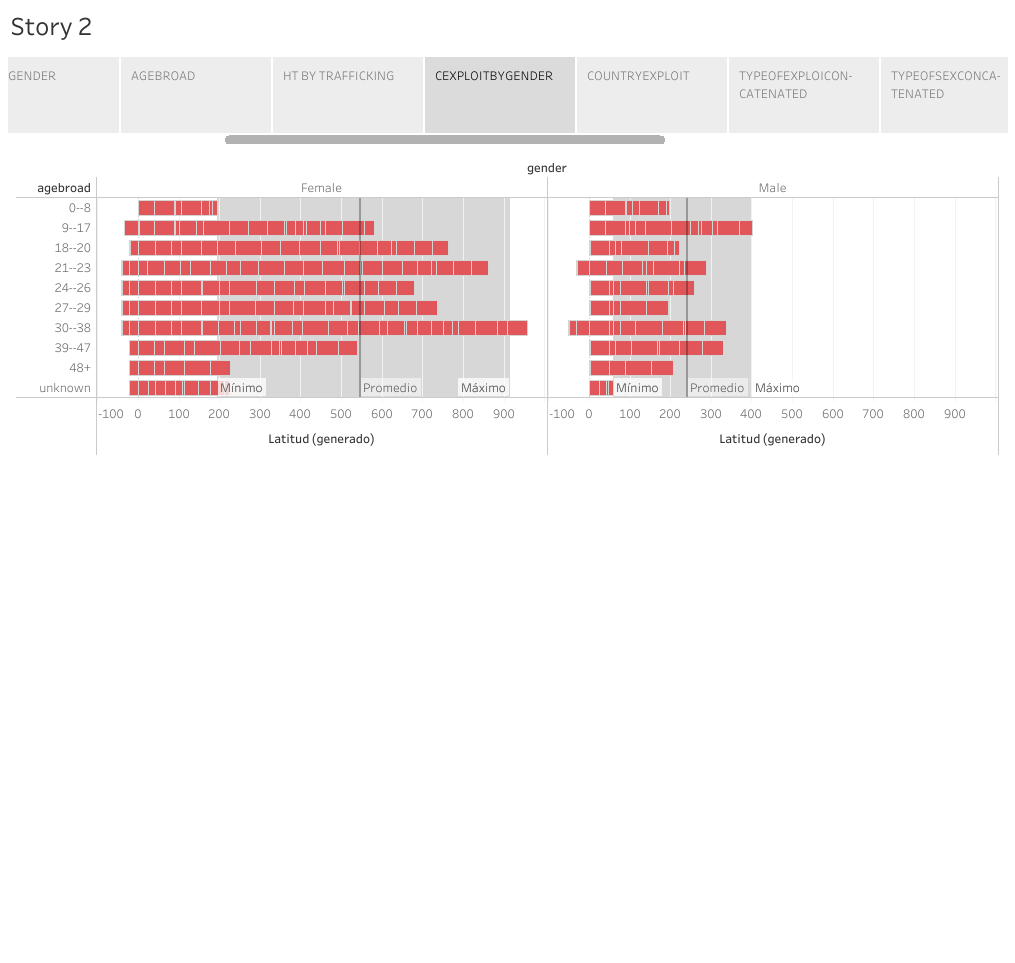 Story 2
GENDER
AGEBROAD
HT BY TRAFFICKING
CEXPLOITBYGENDER
COUNTRYEXPLOIT
TYPEOFEXPLOICON-
CATENATED
TYPEOFSEXCONCA-
TENATED
gender
agebroad Female Male
0--8
9--17
18--20
21--23
24--26
27--29
30--38
39--47
48+
unknown Mínimo Promedio Máximo Mínimo Promedio Máximo
-100 0 100 200 300 400 500 600 700 800 900 -100 0 100 200 300 400 500 600 700 800 900
Latitud (generado) Latitud (generado)